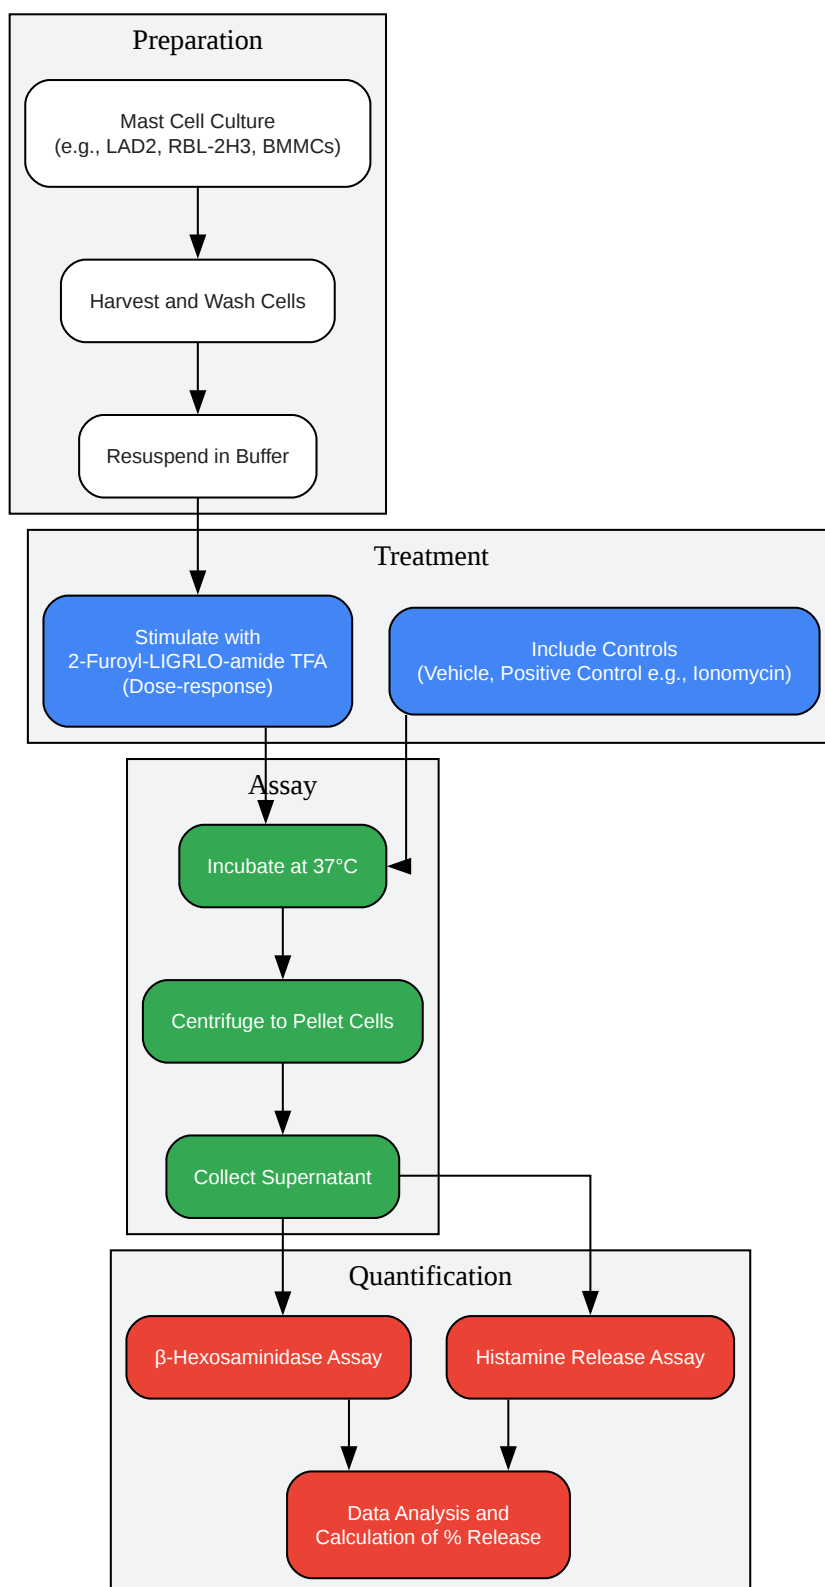 Preparation
Mast Cell Culture
(e.g., LAD2, RBL-2H3, BMMCs)
Harvest and Wash Cells
Resuspend in Buffer
Treatment
Stimulate with
2-Furoyl-LIGRLO-amide TFA
(Dose-response)
Include Controls
(Vehicle, Positive Control e.g., Ionomycin)
Assay
Incubate at 37°C
Centrifuge to Pellet Cells
Collect Supernatant
Quantification
β-Hexosaminidase Assay
Histamine Release Assay
Data Analysis and
Calculation of % Release